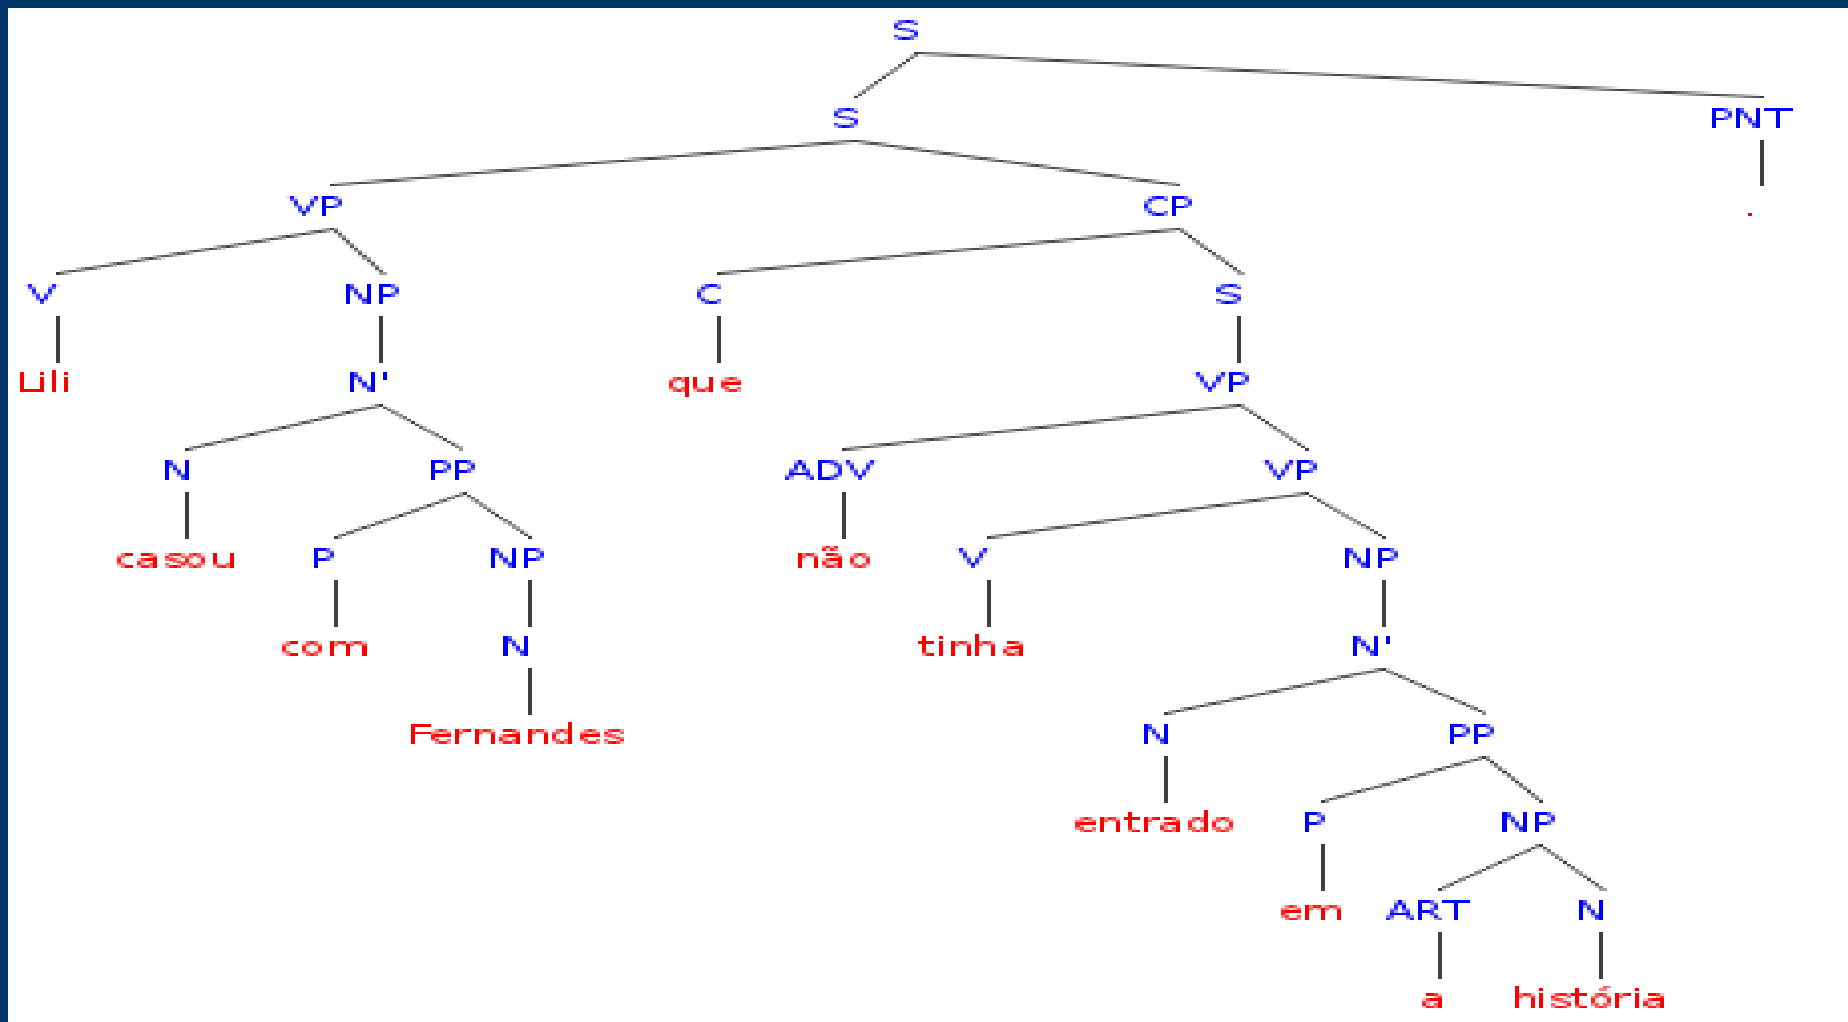 S
S PNT
VP CP .
V NP C S
Lili N' que VP
N PP ADV VP
casou P NP não V NP
com N tinha N'
Fernandes N PP
entrado P NP
em ART N
a história